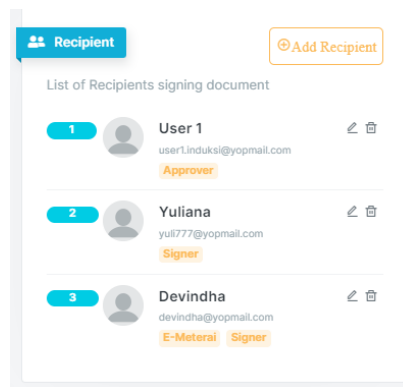 Recipient
Add Recipient
List of Recipients signing document
1
User 1
user1.induksi@yopmail.com
Approver
2
Yuliana
yuli777@yopmail.com
Signer
3
Devindha
devindha@yopmail.com
E-Meterai Signer